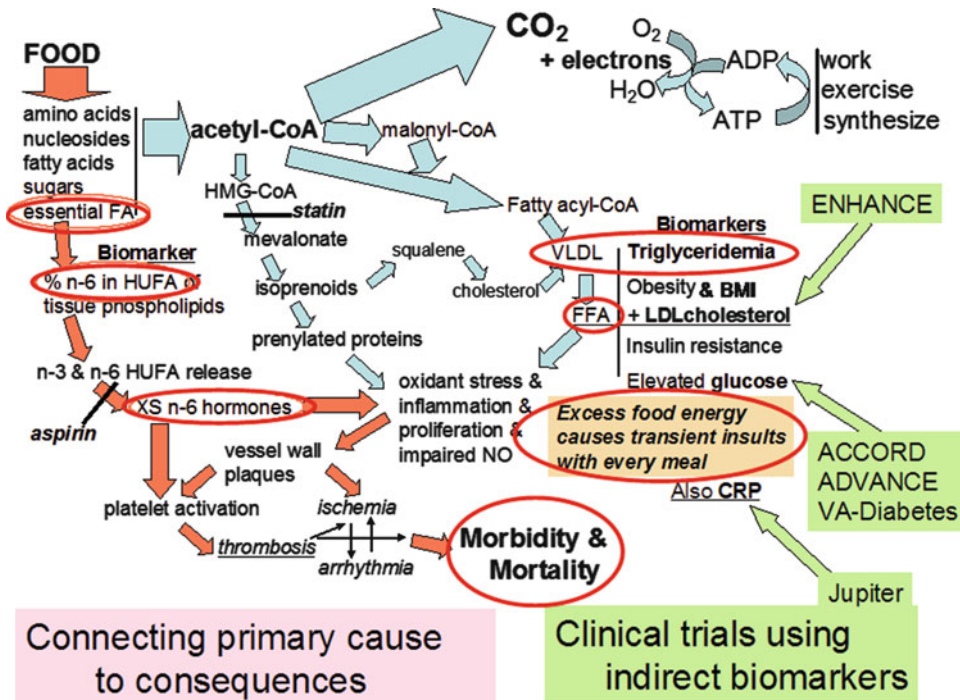 FOOD
amino acids
nucleosides
fatty acids
sugars
essential FA
Biomarker
% n-6 in HUFA of
tissue phospholipids
n-3 & n-6 HUFA release
aspirin
XS n-6 hormones
vessel wall
plaques
platelet activation
thrombosis
ischemia
arrhythmia
Morbidity &
Mortality
acetyl-CoA
malonyl-CoA
HMG-CoA
statin
mevalonate
isoprenoids
squalene
cholesterol
prenylated proteins
oxidant stress &
inflammation &
proliferation &
impaired NO
Fatty acyl-CoA
VLDL
FFA
CO2
+ electrons
O2
H2O
ADP
ATP
work
exercise
synthesize
Biomarkers
Triglyceridemia
Obesity & BMI
+ LDLcholesterol
Insulin resistance
Elevated glucose
Excess food energy
causes transient insults
with every meal
Also CRP
ENHANCE
ACCORD
ADVANCE
VA-Diabetes
Jupiter
Connecting primary cause
to consequences
Clinical trials using
indirect biomarkers